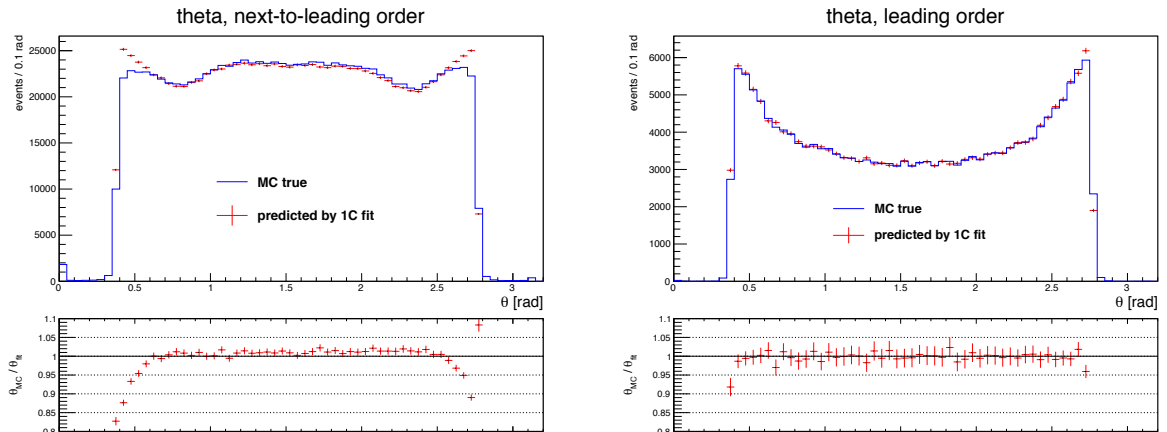 theta, next-to-leading order
events / 0.1 rad
25000
20000
15000
10000
5000
0
MC true
predicted by 1C fit
0 0.5 1 1.5 2 2.5 3
θ [rad]
θMC / θfit
1.1
1.05
1
0.95
0.9
0.85
0.8
theta, leading order
events / 0.1 rad
6000
5000
4000
3000
2000
1000
0
MC true
predicted by 1C fit
0 0.5 1 1.5 2 2.5 3
θ [rad]
θMC / θfit
1.1
1.05
1
0.95
0.9
0.85
0.8